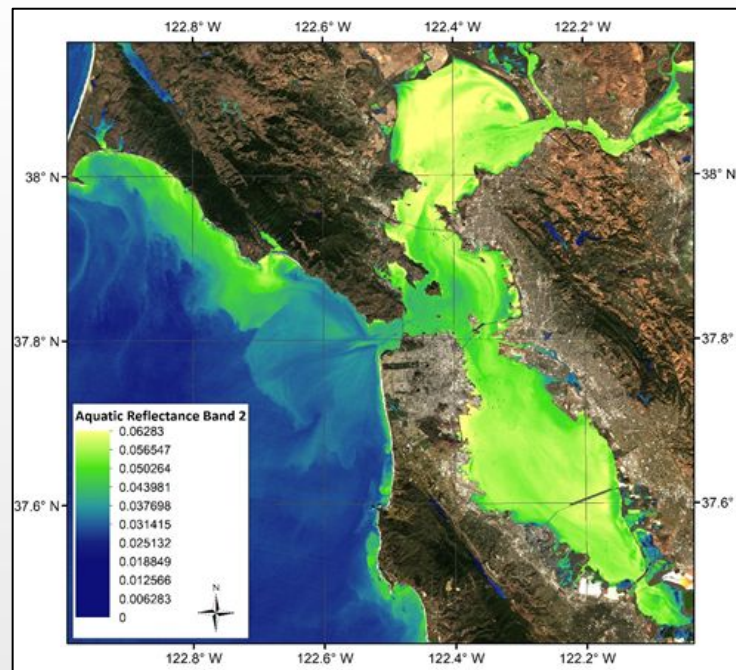 122.8° W 122.6° W 122.4° W 122.2° W
38° N 38° N
37.8° N 37.8° N
Aquatic Reflectance Band 2
0.06283
0.056547
0.050264
0.043981
0.037698
0.031415
0.025132
0.018849
0.012566
0.006283
0
N
37.6° N 37.6° N
122.8° W 122.6° W 122.4° W 122.2° W